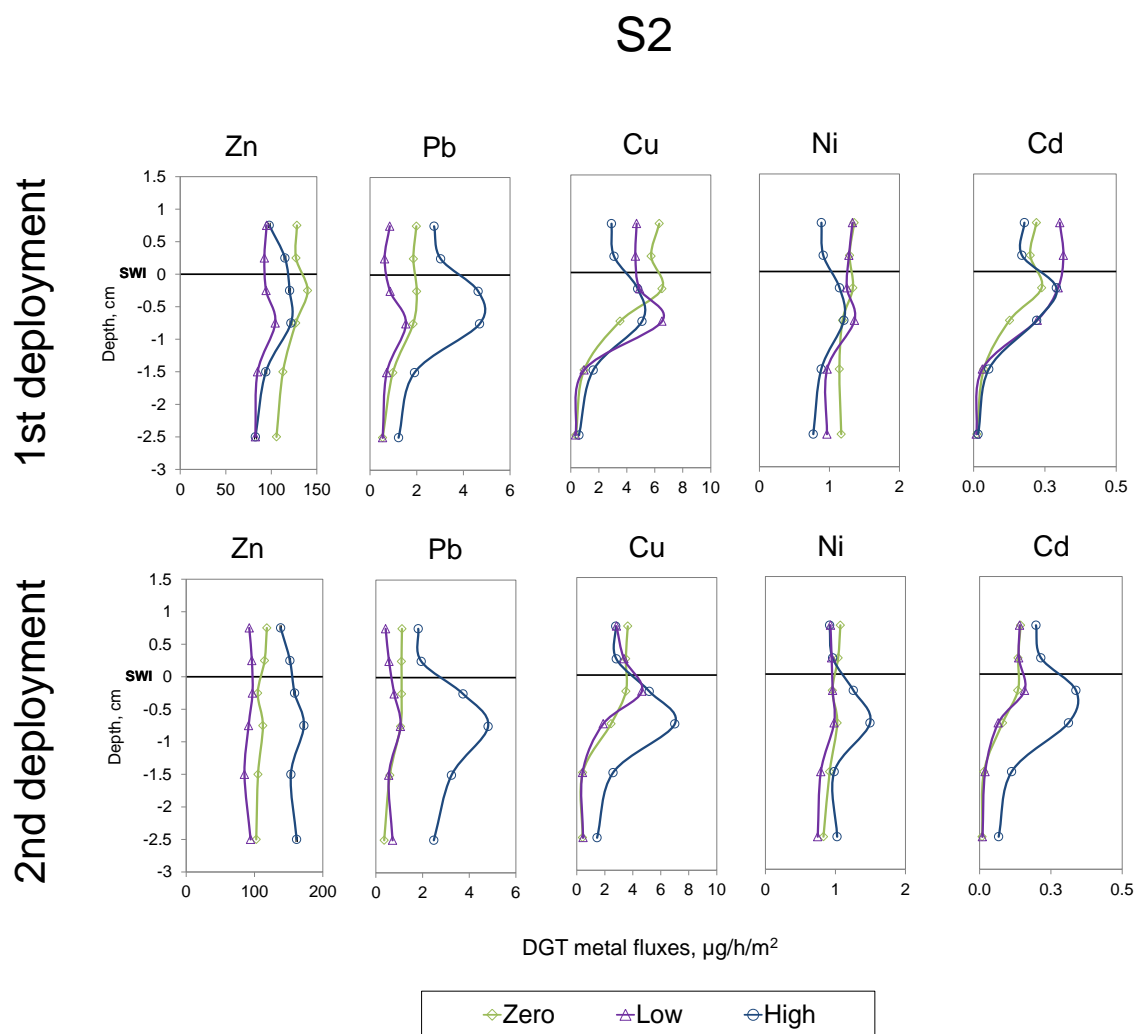 S2
1st deployment
Zn
Pb
Cu
Ni
Cd
Depth, cm
1.5
1
0.5
0
SWI
-0.5
-1
-1.5
-2
-2.5
-3
0 50 100 150
0 2 4 6
0 2 4 6 8 10
0 1 2
0.0 0.3 0.5
2nd deployment
Zn
Pb
Cu
Ni
Cd
Depth, cm
1.5
1
0.5
0
SWI
-0.5
-1
-1.5
-2
-2.5
-3
0 100 200
0 2 4 6
0 2 4 6 8 10
0 1 2
0.0 0.3 0.5
DGT metal fluxes, µg/h/m²
Zero Low High